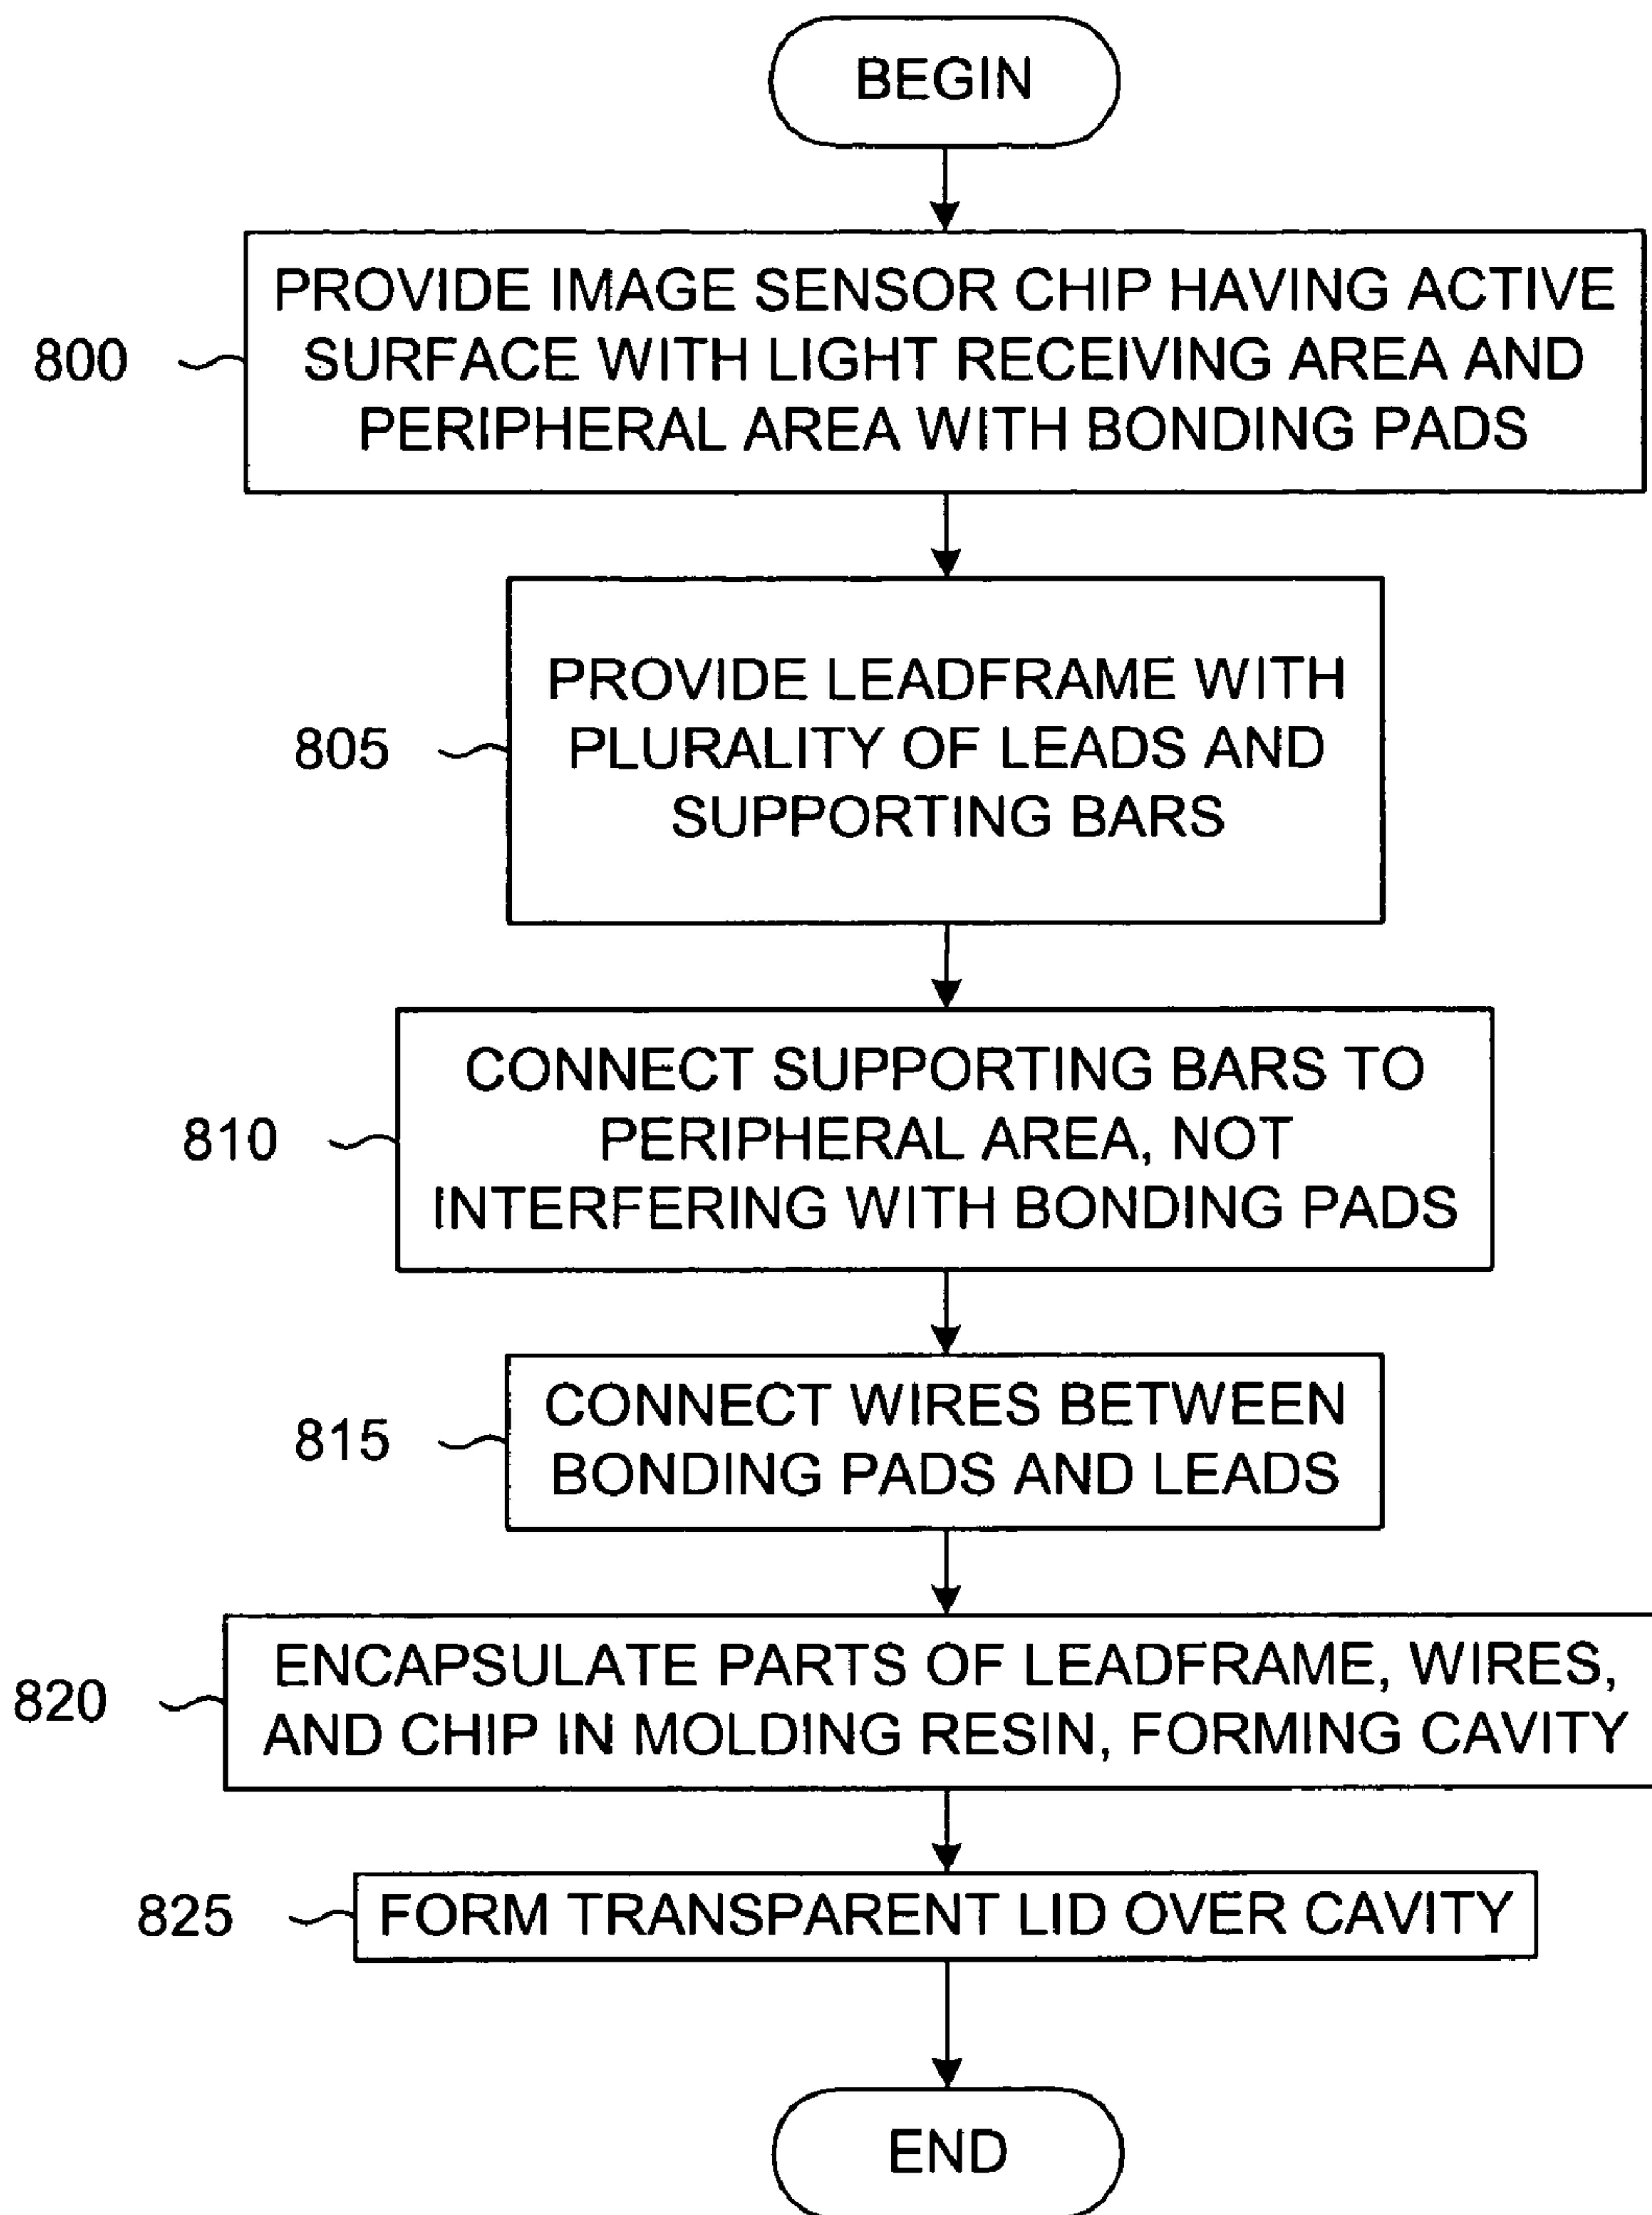 BEGIN
800
PROVIDE IMAGE SENSOR CHIP HAVING ACTIVE
SURFACE WITH LIGHT RECEIVING AREA AND
PERIPHERAL AREA WITH BONDING PADS
805
PROVIDE LEADFRAME WITH
PLURALITY OF LEADS AND
SUPPORTING BARS
810
CONNECT SUPPORTING BARS TO
PERIPHERAL AREA, NOT
INTERFERING WITH BONDING PADS
815
CONNECT WIRES BETWEEN
BONDING PADS AND LEADS
820
ENCAPSULATE PARTS OF LEADFRAME, WIRES,
AND CHIP IN MOLDING RESIN, FORMING CAVITY
825
FORM TRANSPARENT LID OVER CAVITY
END